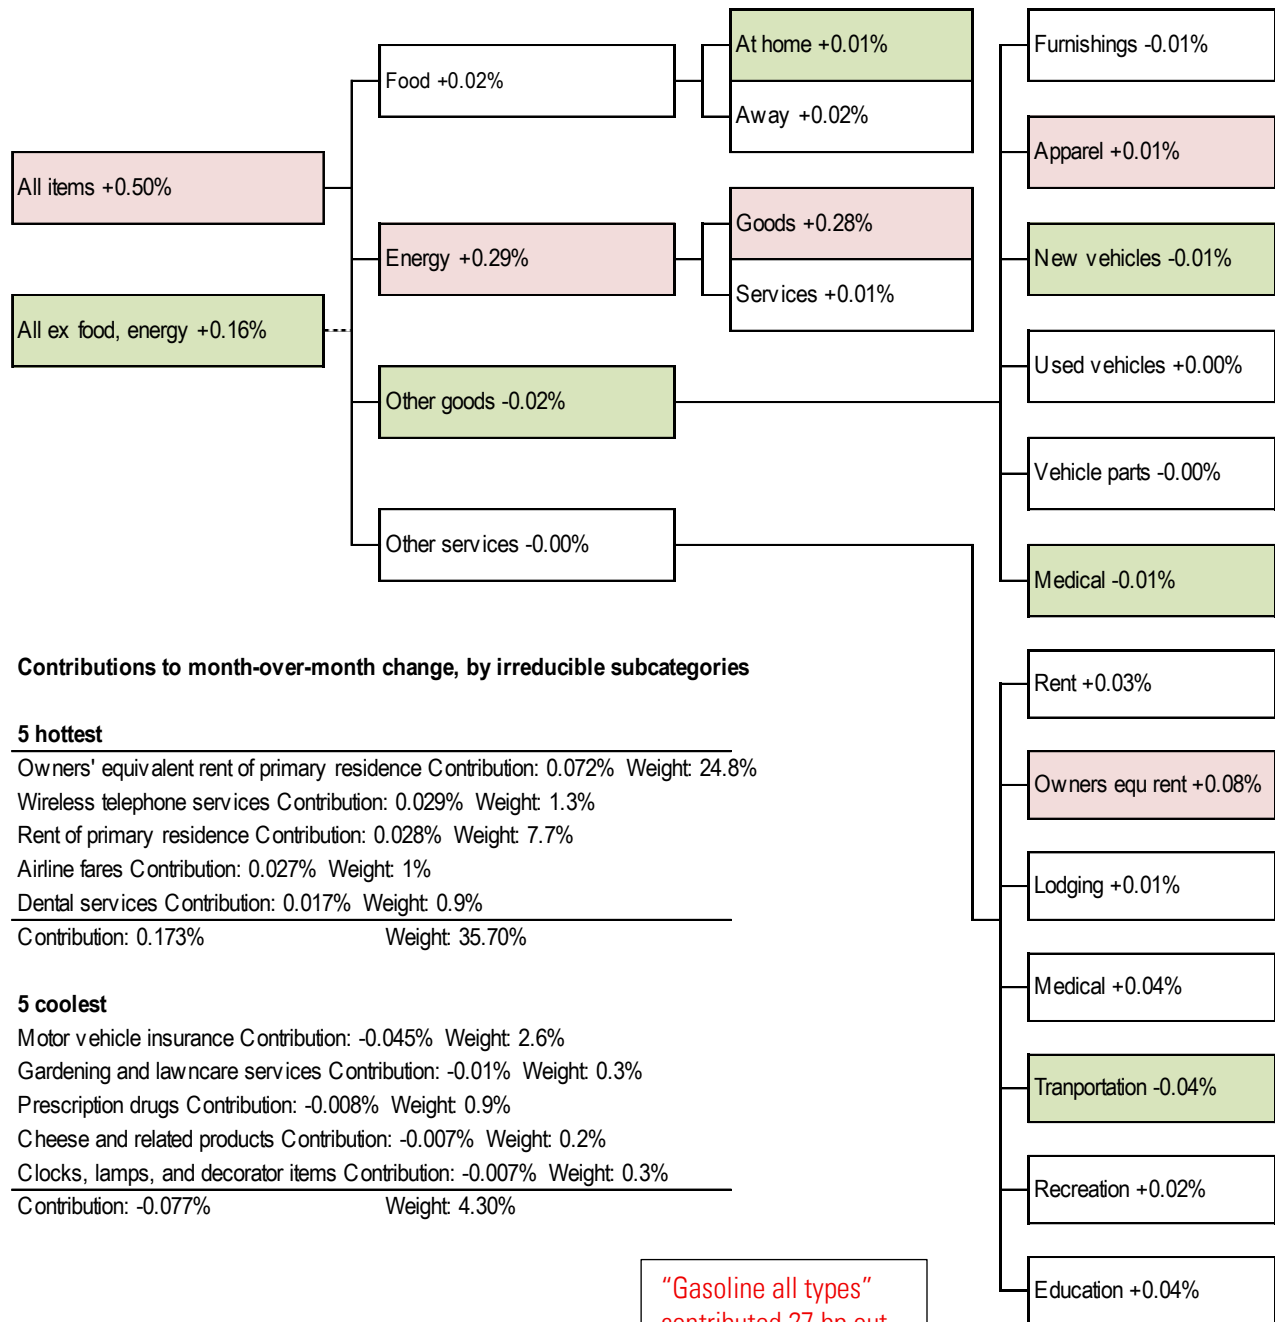 All items +0.50%
All ex food, energy +0.16%
Food +0.02%
Energy +0.29%
Other goods -0.02%
Other services -0.00%
At home +0.01%
Away +0.02%
Goods +0.28%
Services +0.01%
Furnishings -0.01%
Apparel +0.01%
New vehicles -0.01%
Used vehicles +0.00%
Vehicle parts -0.00%
Medical -0.01%
Rent +0.03%
Owners equ rent +0.08%
Lodging +0.01%
Medical +0.04%
Tranportation -0.04%
Recreation +0.02%
Education +0.04%
Contributions to month-over-month change, by irreducible subcategories
5 hottest
Owners' equivalent rent of primary residence Contribution: 0.072% Weight: 24.8%
Wireless telephone services Contribution: 0.029% Weight: 1.3%
Rent of primary residence Contribution: 0.028% Weight: 7.7%
Airline fares Contribution: 0.027% Weight: 1%
Dental services Contribution: 0.017% Weight: 0.9%
Contribution: 0.173% Weight: 35.70%
5 coolest
Motor vehicle insurance Contribution: -0.045% Weight: 2.6%
Gardening and lawncare services Contribution: -0.01% Weight: 0.3%
Prescription drugs Contribution: -0.008% Weight: 0.9%
Cheese and related products Contribution: -0.007% Weight: 0.2%
Clocks, lamps, and decorator items Contribution: -0.007% Weight: 0.3%
Contribution: -0.077% Weight: 4.30%
“Gasoline all types”
contributed 27 bp out